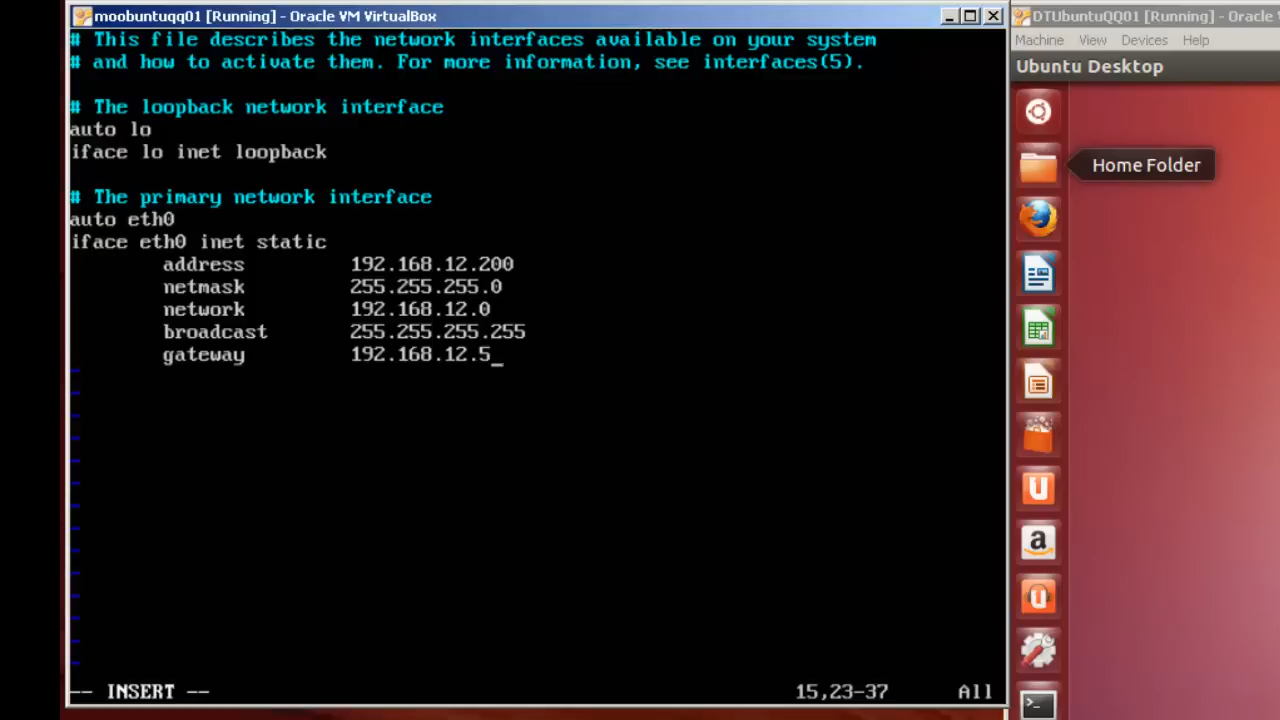 moobuntuqq01 [Running] - Oracle VM VirtualBox
# This file describes the network interfaces available on your system
# and how to activate them. For more information, see interfaces(5).
# The loopback network interface
auto lo
iface lo inet loopback
# The primary network interface
auto eth0
iface eth0 inet static
address 192.168.12.200
netmask 255.255.255.0
network 192.168.12.0
broadcast 255.255.255.255
gateway 192.168.12.5_
~
~
~
~
~
~
~
~
~
~
~
~
~
~
-- INSERT -- 15,23-37 All
DTUbuntuQQ01 [Running] - Oracle
Machine View Devices Help
Ubuntu Desktop
Home Folder
U
a
U
>_